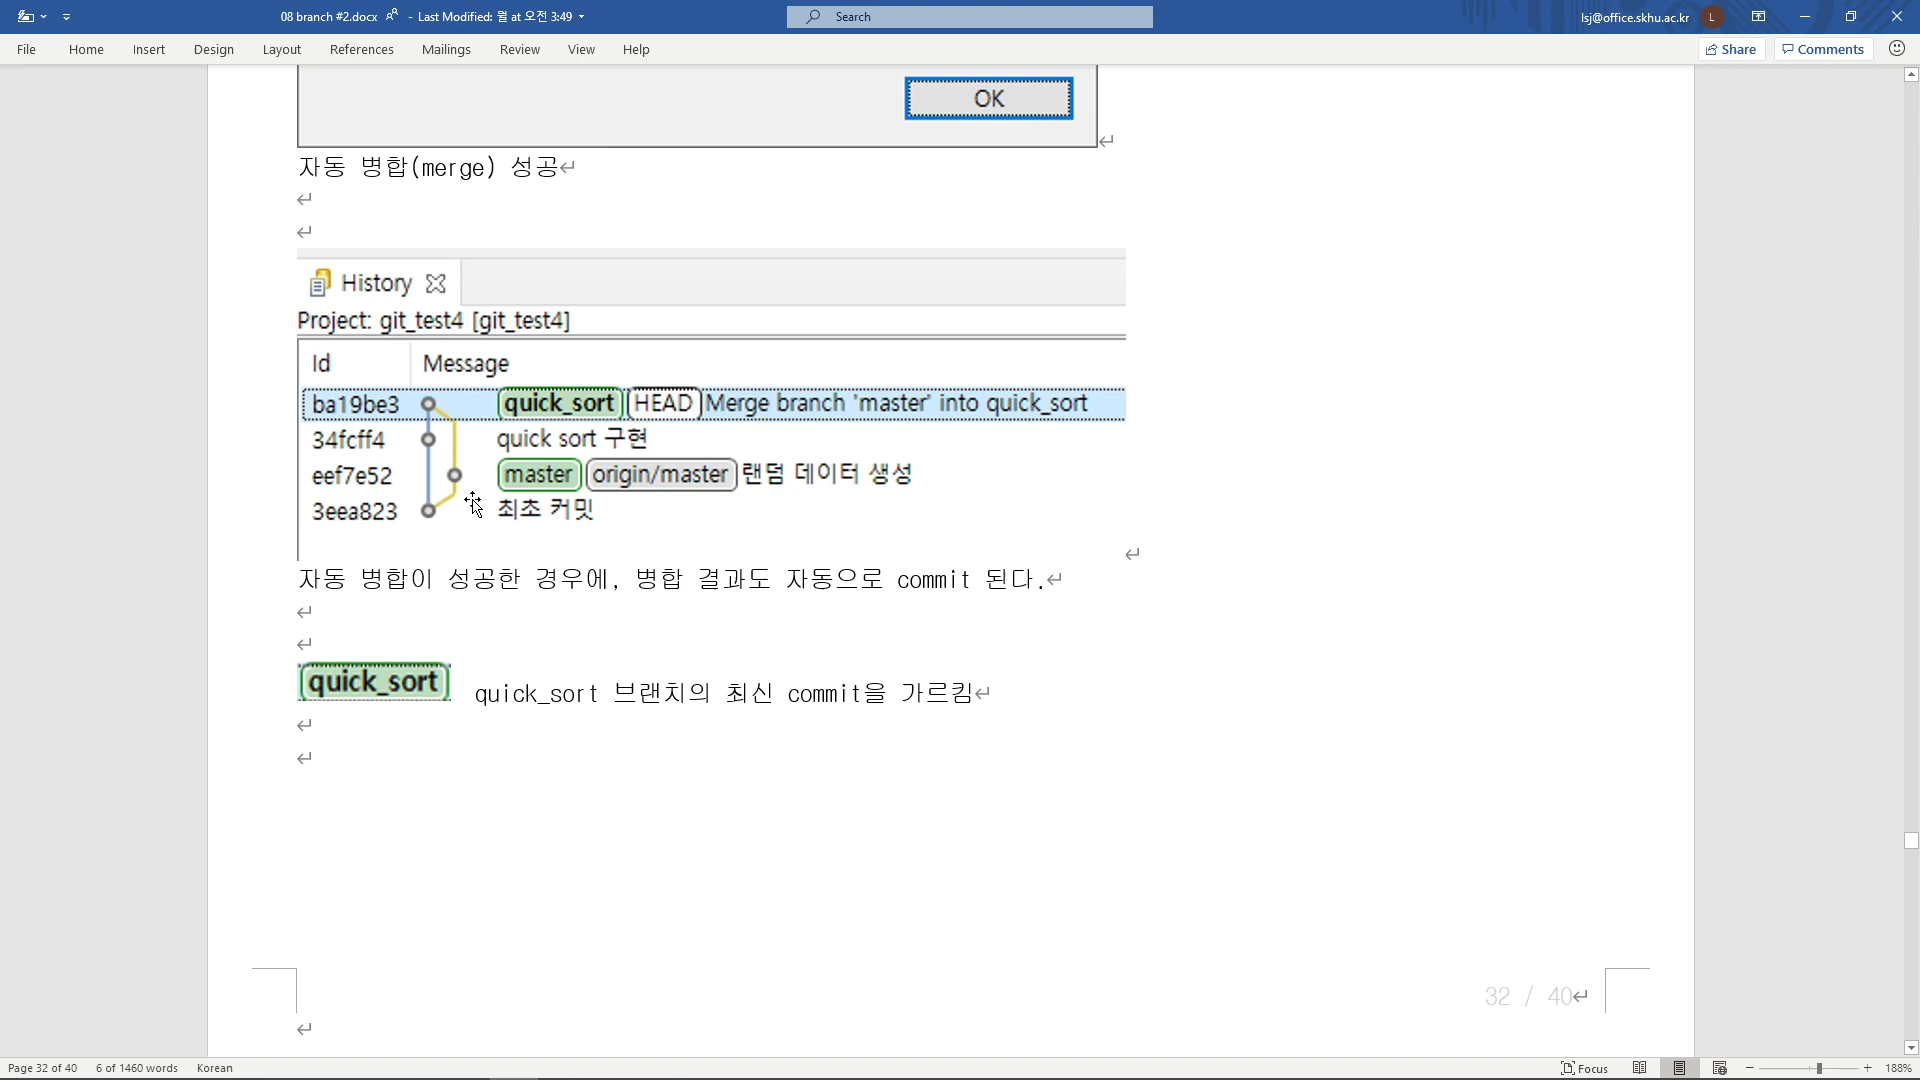 08 branch #2.docx - Last Modified: 월 at 오전 3:49
Search
lsj@office.skhu.ac.kr
L
File Home Insert Design Layout References Mailings Review View Help
Share Comments
OK
자동 병합(merge) 성공
History
Project: git_test4 [git_test4]
Id Message
ba19be3 quick_sort HEAD Merge branch 'master' into quick_sort
34fcff4 quick sort 구현
eef7e52 master origin/master 랜덤 데이터 생성
3eea823 최초 커밋
자동 병합이 성공한 경우에, 병합 결과도 자동으로 commit 된다.
quick_sort quick_sort 브랜치의 최신 commit을 가르킴
32 / 40
Page 32 of 40 6 of 1460 words Korean
Focus 188%